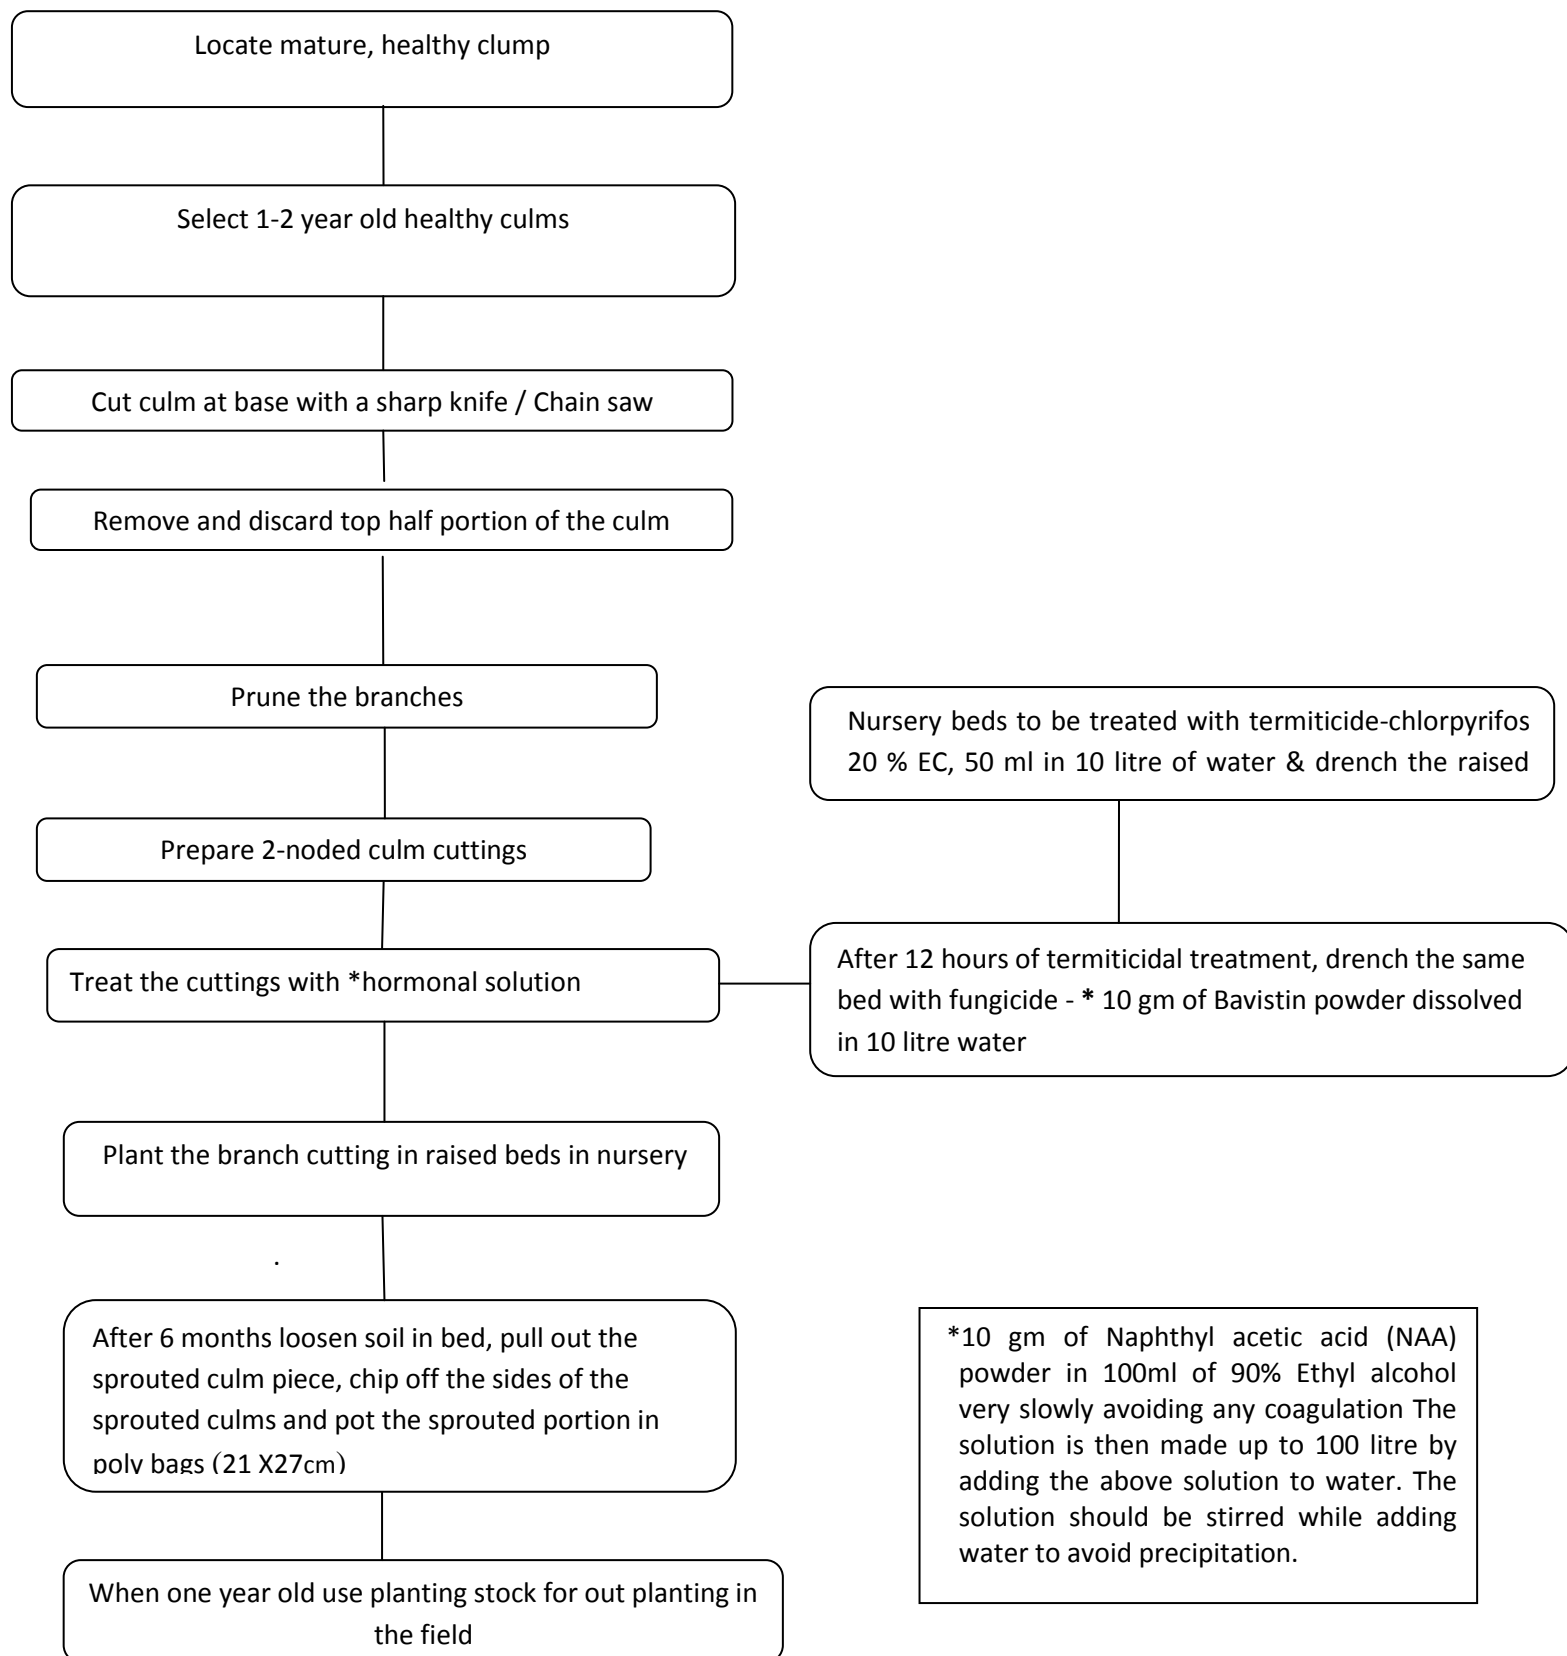 Locate mature, healthy clump
Select 1-2 year old healthy culms
Cut culm at base with a sharp knife / Chain saw
Remove and discard top half portion of the culm
Prune the branches
Prepare 2-noded culm cuttings
Treat the cuttings with *hormonal solution
Nursery beds to be treated with termiticide-chlorpyrifos
20 % EC, 50 ml in 10 litre of water & drench the raised
After 12 hours of termiticidal treatment, drench the same
bed with fungicide - * 10 gm of Bavistin powder dissolved
in 10 litre water
Plant the branch cutting in raised beds in nursery
.
After 6 months loosen soil in bed, pull out the
sprouted culm piece, chip off the sides of the
sprouted culms and pot the sprouted portion in
poly bags (21 X27cm)
When one year old use planting stock for out planting in
the field
*10 gm of Naphthyl acetic acid (NAA)
powder in 100ml of 90% Ethyl alcohol
very slowly avoiding any coagulation The
solution is then made up to 100 litre by
adding the above solution to water. The
solution should be stirred while adding
water to avoid precipitation.